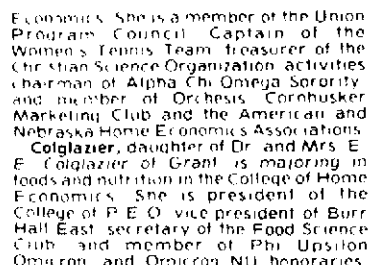 Economics. She is a member of the Union
Program Council, Captain of the
Women's Tennis Team, treasurer of the
Christian Science Organization, activities
chairman of Alpha Chi Omega Sorority,
and member of Orchesis, Cornhusker
Marketing Club and the American and
Nebraska Home Economics Associations.
Colglazier, daughter of Dr. and Mrs. E.
F. Colglazier of Grant, is majoring in
foods and nutrition in the College of Home
Economics. She is president of the
College of P.E.O., vice president of Burr
Hall East, secretary of the Food Science
Club and member of Phi Upsilon
Omicron and Omicron NU honoraries.